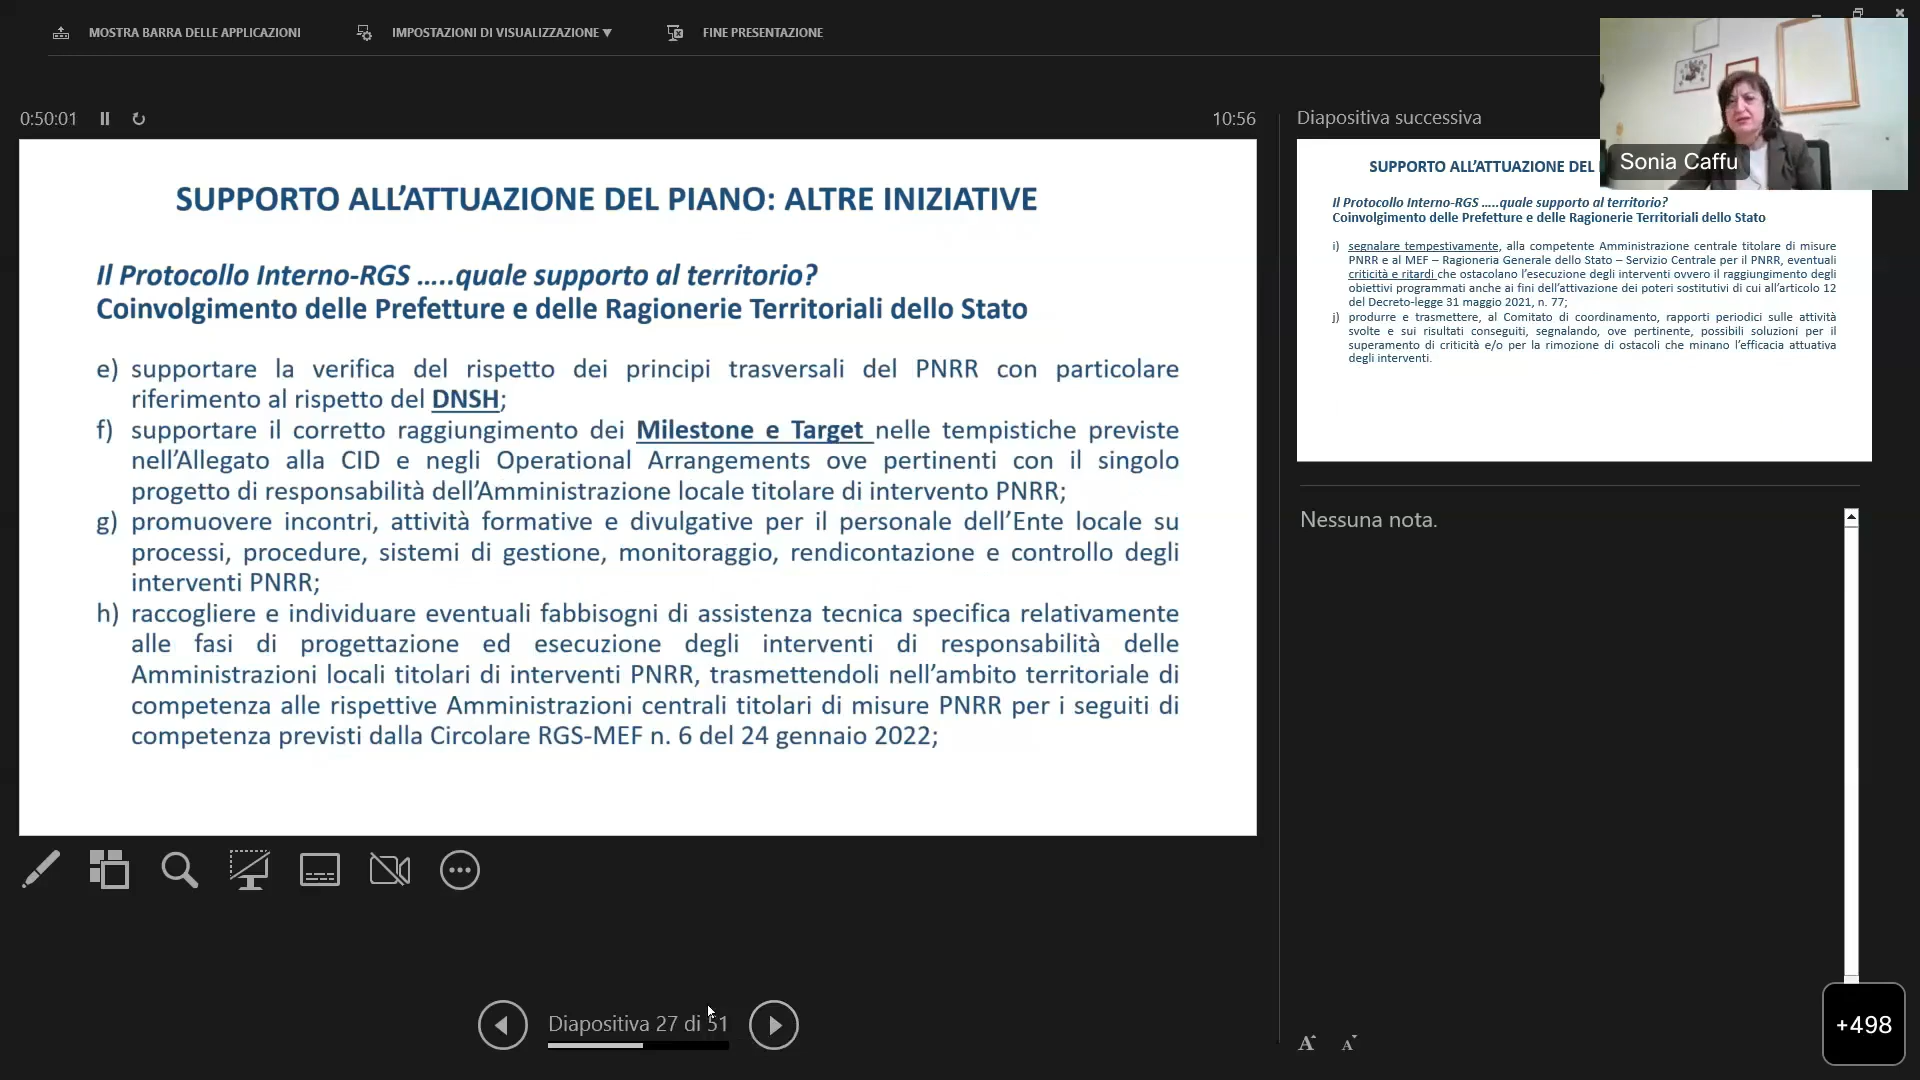 MOSTRA BARRA DELLE APPLICAZIONI
IMPOSTAZIONI DI VISUALIZZAZIONE ▼
FINE PRESENTAZIONE
0:50:01
10:56
SUPPORTO ALL’ATTUAZIONE DEL PIANO: ALTRE INIZIATIVE
Il Protocollo Interno-RGS …..quale supporto al territorio?
Coinvolgimento delle Prefetture e delle Ragionerie Territoriali dello Stato
e) supportare la verifica del rispetto dei principi trasversali del PNRR con particolare
riferimento al rispetto del DNSH;
f) supportare il corretto raggiungimento dei Milestone e Target nelle tempistiche previste
nell’Allegato alla CID e negli Operational Arrangements ove pertinenti con il singolo
progetto di responsabilità dell’Amministrazione locale titolare di intervento PNRR;
g) promuovere incontri, attività formative e divulgative per il personale dell’Ente locale su
processi, procedure, sistemi di gestione, monitoraggio, rendicontazione e controllo degli
interventi PNRR;
h) raccogliere e individuare eventuali fabbisogni di assistenza tecnica specifica relativamente
alle fasi di progettazione ed esecuzione degli interventi di responsabilità delle
Amministrazioni locali titolari di interventi PNRR, trasmettendoli nell’ambito territoriale di
competenza alle rispettive Amministrazioni centrali titolari di misure PNRR per i seguiti di
competenza previsti dalla Circolare RGS-MEF n. 6 del 24 gennaio 2022;
Diapositiva 27 di 51
Diapositiva successiva
Sonia Caffu
SUPPORTO ALL’ATTUAZIONE DEL
Il Protocollo Interno-RGS …..quale supporto al territorio?
Coinvolgimento delle Prefetture e delle Ragionerie Territoriali dello Stato
i) segnalare tempestivamente, alla competente Amministrazione centrale titolare di misure
PNRR e al MEF – Ragioneria Generale dello Stato – Servizio Centrale per il PNRR, eventuali
criticità e ritardi che ostacolano l’esecuzione degli interventi ovvero il raggiungimento degli
obiettivi programmati anche ai fini dell’attivazione dei poteri sostitutivi di cui all’articolo 12
del Decreto-legge 31 maggio 2021, n. 77;
j) produrre e trasmettere, al Comitato di coordinamento, rapporti periodici sulle attività
svolte e sui risultati conseguiti, segnalando, ove pertinente, possibili soluzioni per il
superamento di criticità e/o per la rimozione di ostacoli che minano l’efficacia attuativa
degli interventi.
Nessuna nota.
A A
+498